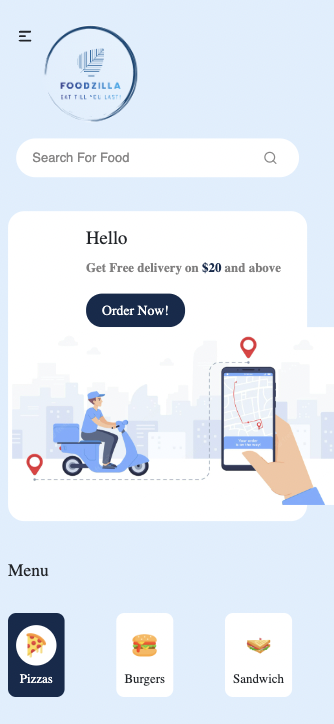 FOODZILLA
Search For Food
Hello
Get Free delivery on $20 and above
Order Now!
Menu
Pizzas
Burgers
Sandwich